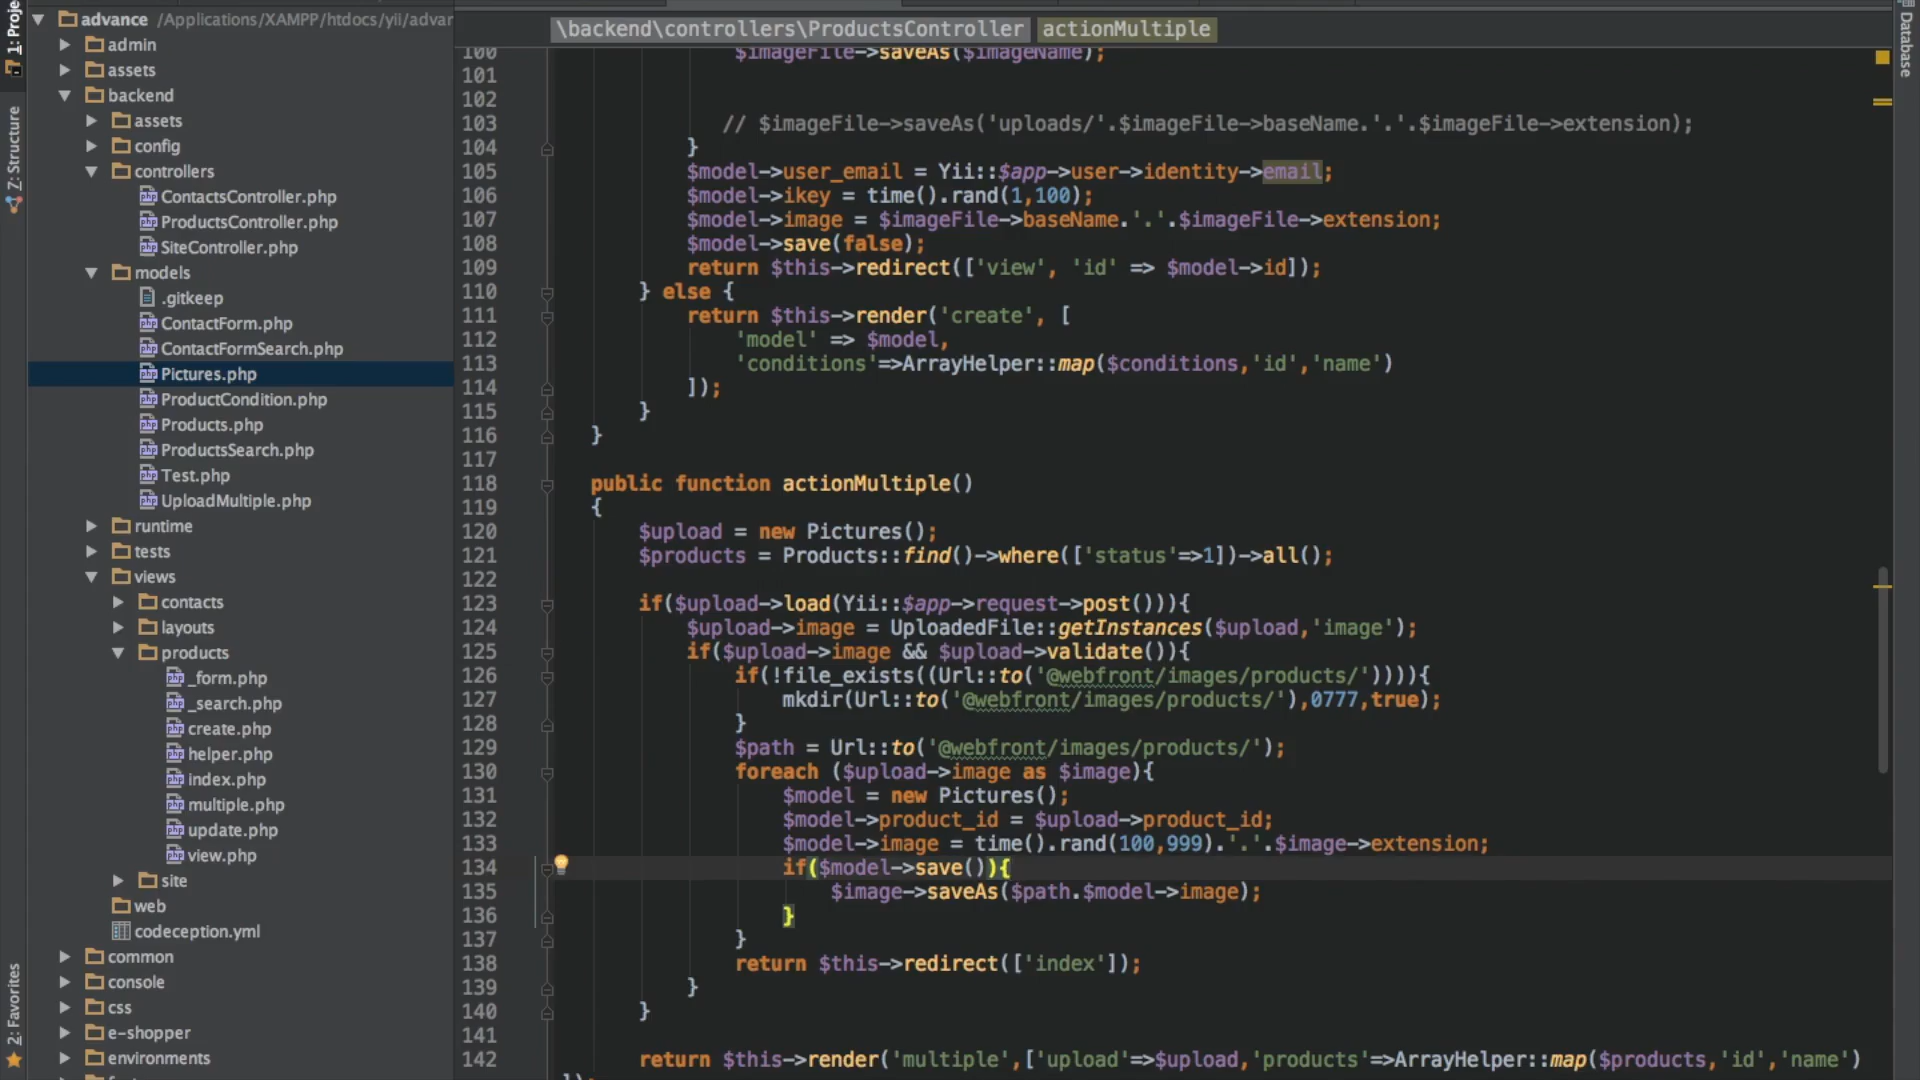 1: Proje
Z: Structure
2: Favorites
advance /Applications/XAMPP/htdocs/yii/advar
admin
assets
backend
assets
config
controllers
ContactsController.php
ProductsController.php
SiteController.php
models
.gitkeep
ContactForm.php
ContactFormSearch.php
Pictures.php
ProductCondition.php
Products.php
ProductsSearch.php
Test.php
UploadMultiple.php
runtime
tests
views
contacts
layouts
products
_form.php
_search.php
create.php
helper.php
index.php
multiple.php
update.php
view.php
site
web
codeception.yml
common
console
css
e-shopper
environments
\backend\controllers\ProductsController actionMultiple
100 $imageFile->saveAs($imageName);
101
102
103 // $imageFile->saveAs('uploads/'.$imageFile->baseName.'.'.$imageFile->extension);
104 }
105 $model->user_email = Yii::$app->user->identity->email;
106 $model->ikey = time().rand(1,100);
107 $model->image = $imageFile->baseName.'.'.$imageFile->extension;
108 $model->save(false);
109 return $this->redirect(['view', 'id' => $model->id]);
110 } else {
111 return $this->render('create', [
112 'model' => $model,
113 'conditions'=>ArrayHelper::map($conditions,'id','name')
114 ]);
115 }
116 }
117
118 public function actionMultiple()
119 {
120 $upload = new Pictures();
121 $products = Products::find()->where(['status'=>1])->all();
122
123 if($upload->load(Yii::$app->request->post())){
124 $upload->image = UploadedFile::getInstances($upload,'image');
125 if($upload->image && $upload->validate()){
126 if(!file_exists((Url::to('@webfront/images/products/')))){
127 mkdir(Url::to('@webfront/images/products/'),0777,true);
128 }
129 $path = Url::to('@webfront/images/products/');
130 foreach ($upload->image as $image){
131 $model = new Pictures();
132 $model->product_id = $upload->product_id;
133 $model->image = time().rand(100,999).'.'.$image->extension;
134 if($model->save()){
135 $image->saveAs($path.$model->image);
136 }
137 }
138 return $this->redirect(['index']);
139 }
140 }
141
142 return $this->render('multiple',['upload'=>$upload,'products'=>ArrayHelper::map($products,'id','name')
Database